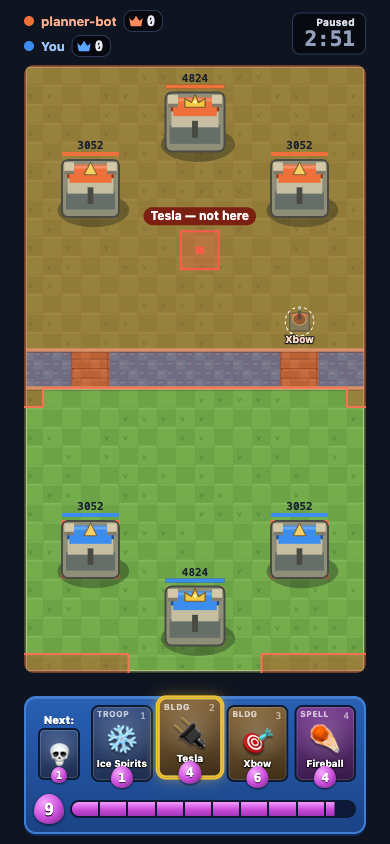 planner-bot 0
You 0
Paused
2:51
4824
3052
3052
Tesla — not here
Xbow
3052
3052
4824
Next:
1
TROOP 1
Ice Spirits
1
BLDG 2
Tesla
4
BLDG 3
Xbow
6
SPELL 4
Fireball
4
9